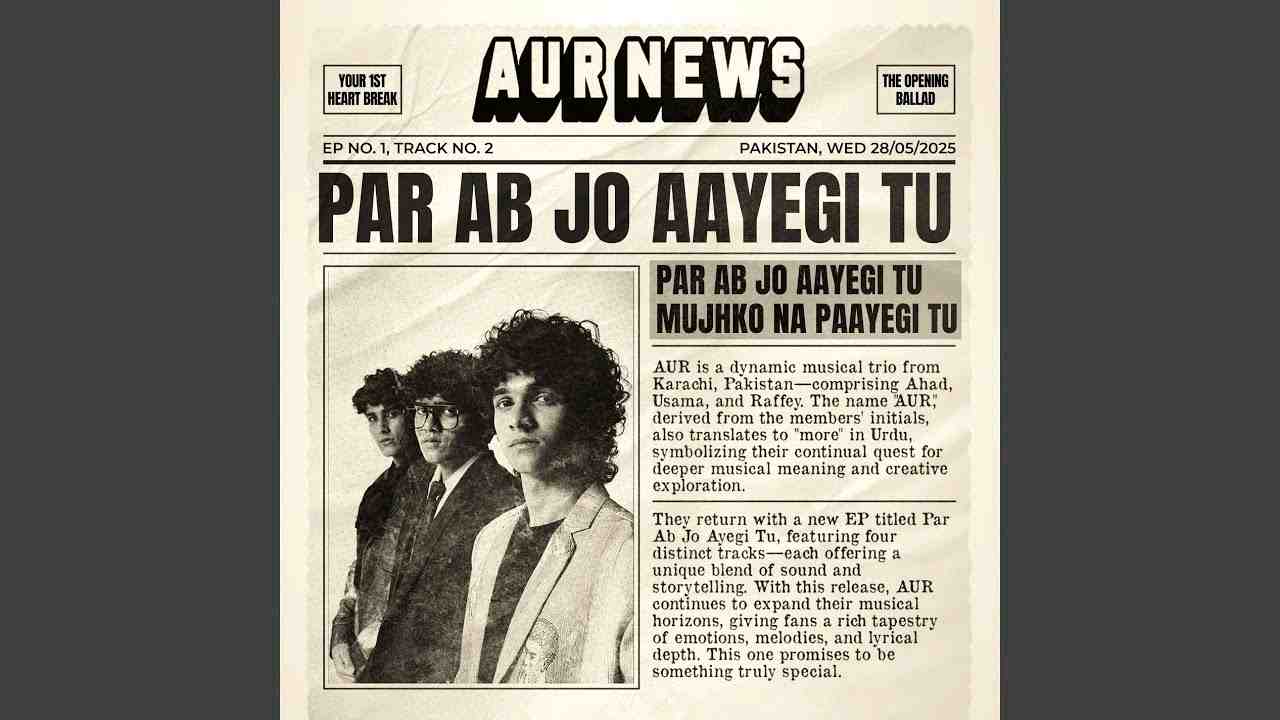 YOUR 1ST
HEART BREAK
AUR NEWS
THE OPENING
BALLAD
EP NO. 1, TRACK NO. 2
PAKISTAN, WED 28/05/2025
PAR AB JO AAYEGI TU
PAR AB JO AAYEGI TU
MUJHKO NA PAAYEGI TU
AUR is a dynamic musical trio from
Karachi, Pakistan—comprising Ahad,
Usama, and Raffey. The name "AUR,"
derived from the members' initials,
also translates to "more" in Urdu,
symbolizing their continual quest for
deeper musical meaning and creative
exploration.
They return with a new EP titled Par
Ab Jo Ayegi Tu, featuring four
distinct tracks—each offering a
unique blend of sound and
storytelling. With this release, AUR
continues to expand their musical
horizons, giving fans a rich tapestry
of emotions, melodies, and lyrical
depth. This one promises to be
something truly special.